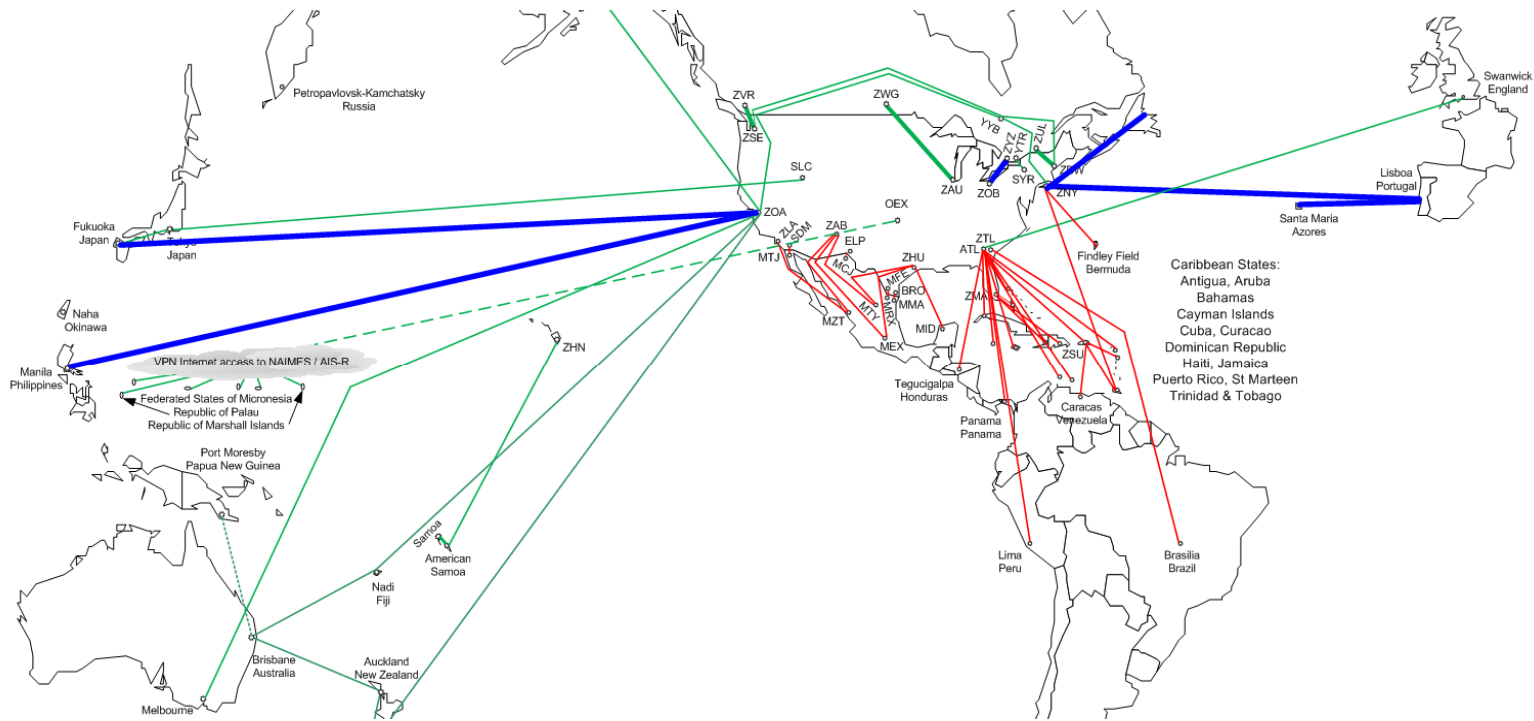 Petropavlovsk-Kamchatsky
Russia
ZVR
ZSE
ZWG
YYB
ZYZ
YTR
ZUL
ZBW
SYR
ZAU
ZOB
ZNY
Swanwick
England
Lisboa
Portugal
Santa Maria
Azores
SLC
OEX
ZOA
Fukuoka
Japan
Tokyo
Japan
ZLA
SDM
MTJ
ZAB
ELP
MCJ
ZHU
MFE
BRO
MMA
MRX
MTY
MZT
MEX
MID
ZTL
ATL
ZMA
ZSU
Findley Field
Bermuda
Caribbean States:
Antigua, Aruba
Bahamas
Cayman Islands
Cuba, Curacao
Dominican Republic
Haiti, Jamaica
Puerto Rico, St Marteen
Trinidad & Tobago
Naha
Okinawa
ZHN
VPN Internet access to NAIMES / AIS-R
Manila
Philippines
Federated States of Micronesia
Republic of Palau
Republic of Marshall Islands
Tegucigalpa
Honduras
Panama
Panama
Caracas
Venezuela
Port Moresby
Papua New Guinea
Samoa
American
Samoa
Nadi
Fiji
Lima
Peru
Brasilia
Brazil
Brisbane
Australia
Auckland
New Zealand
Melbourne